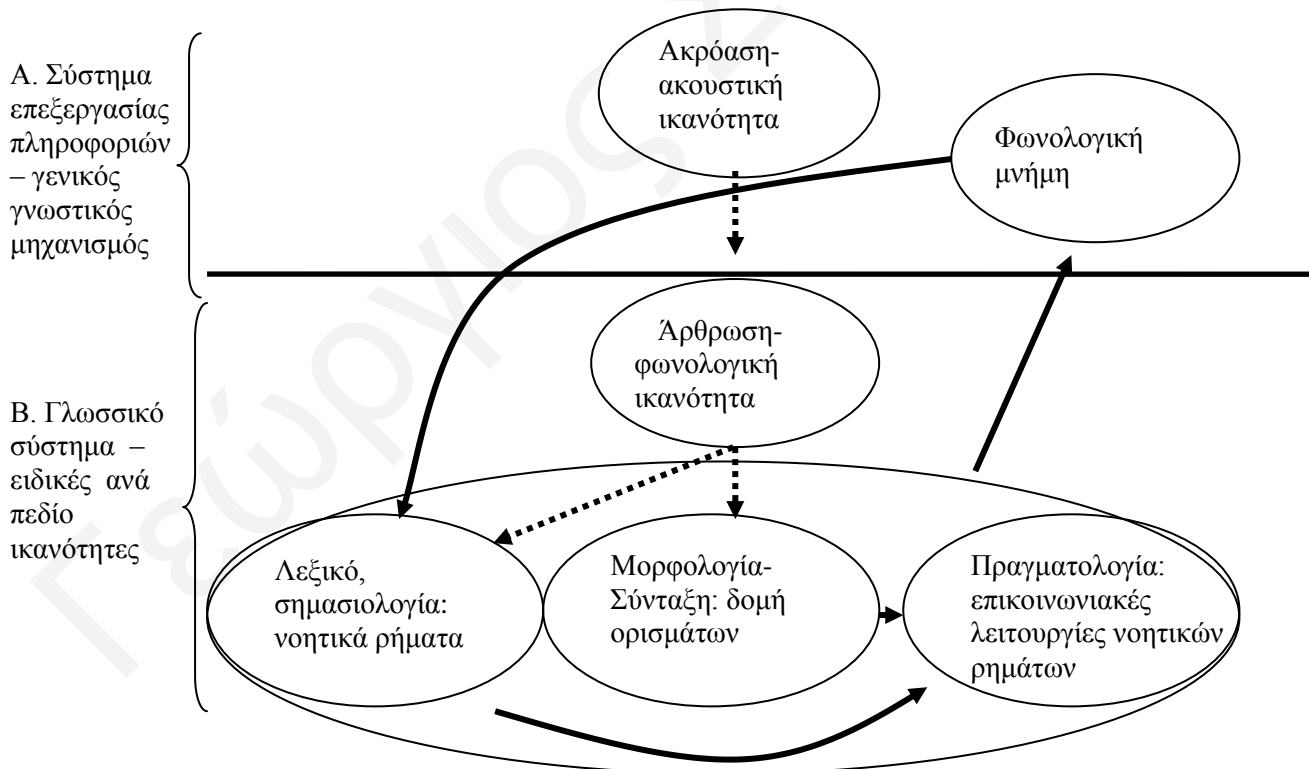 Α. Σύστημα
επεξεργασίας
πληροφοριών
– γενικός
γνωστικός
μηχανισμός
Ακρόαση-
ακουστική
ικανότητα
Φωνολογική
μνήμη
Β. Γλωσσικό
σύστημα –
ειδικές ανά
πεδίο
ικανότητες
Άρθρωση-
φωνολογική
ικανότητα
Λεξικό,
σημασιολογία:
νοητικά ρήματα
Μορφολογία-
Σύνταξη: δομή
ορισμάτων
Πραγματολογία:
επικοινωνιακές
λειτουργίες νοητικών
ρημάτων
Γεώργιος